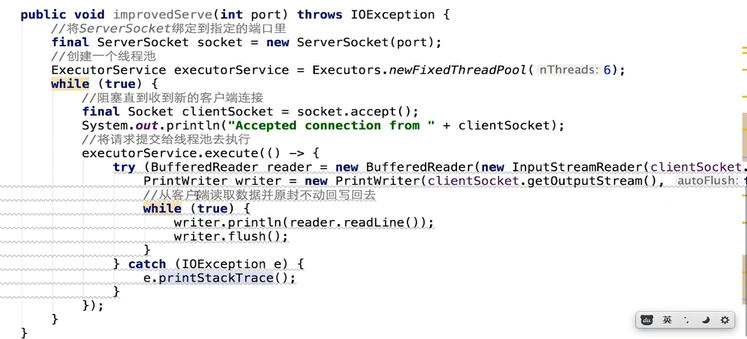 public void improvedServe(int port) throws IOException {
    //将ServerSocket绑定到指定的端口里
    final ServerSocket socket = new ServerSocket(port);
    //创建一个线程池
    ExecutorService executorService = Executors.newFixedThreadPool( nThreads: 6);
    while (true) {
        //阻塞直到收到新的客户端连接
        final Socket clientSocket = socket.accept();
        System.out.println("Accepted connection from " + clientSocket);
        //将请求提交给线程池去执行
        executorService.execute(() -> {
            try (BufferedReader reader = new BufferedReader(new InputStreamReader(clientSocket.
                PrintWriter writer = new PrintWriter(clientSocket.getOutputStream(), autoFlush:
                //从客户端读取数据并原封不动回写回去
                while (true) {
                    writer.println(reader.readLine());
                    writer.flush();
                }
            } catch (IOException e) {
                e.printStackTrace();
            }
        });
    }
}
du 英